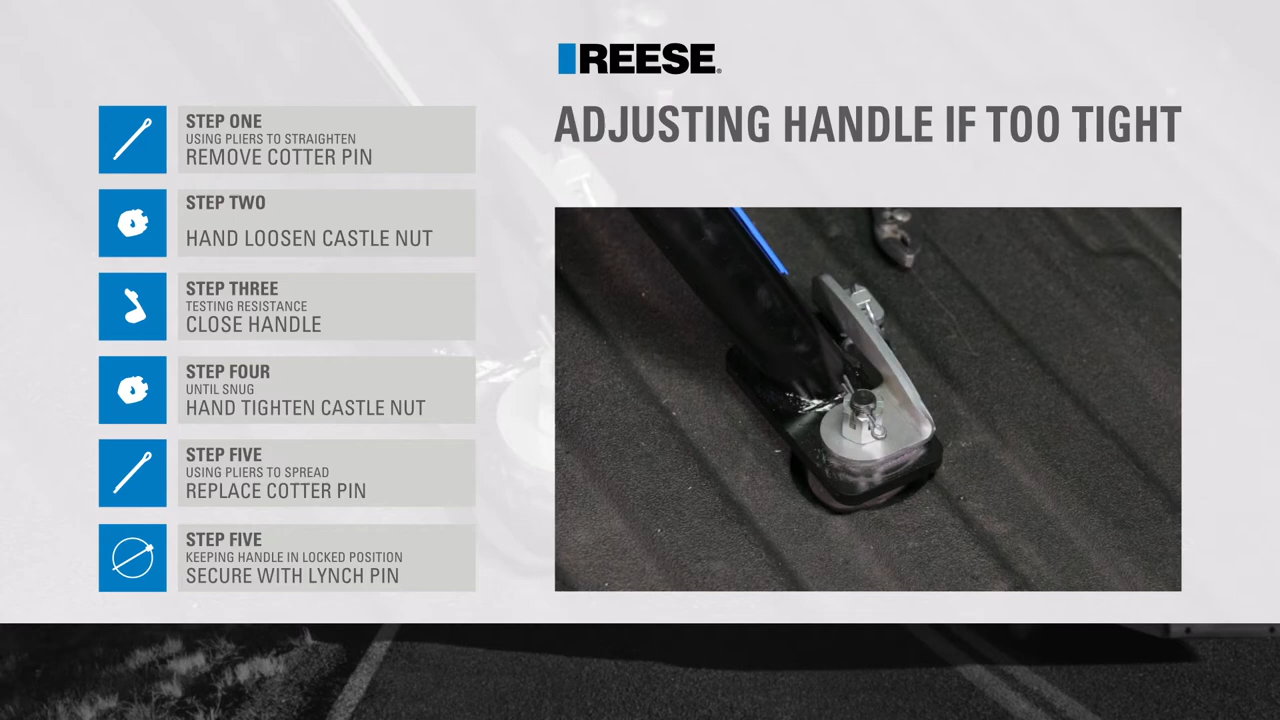 REESE®
ADJUSTING HANDLE IF TOO TIGHT
STEP ONE
USING PLIERS TO STRAIGHTEN
REMOVE COTTER PIN
STEP TWO
HAND LOOSEN CASTLE NUT
STEP THREE
TESTING RESISTANCE
CLOSE HANDLE
STEP FOUR
UNTIL SNUG
HAND TIGHTEN CASTLE NUT
STEP FIVE
USING PLIERS TO SPREAD
REPLACE COTTER PIN
STEP FIVE
KEEPING HANDLE IN LOCKED POSITION
SECURE WITH LYNCH PIN